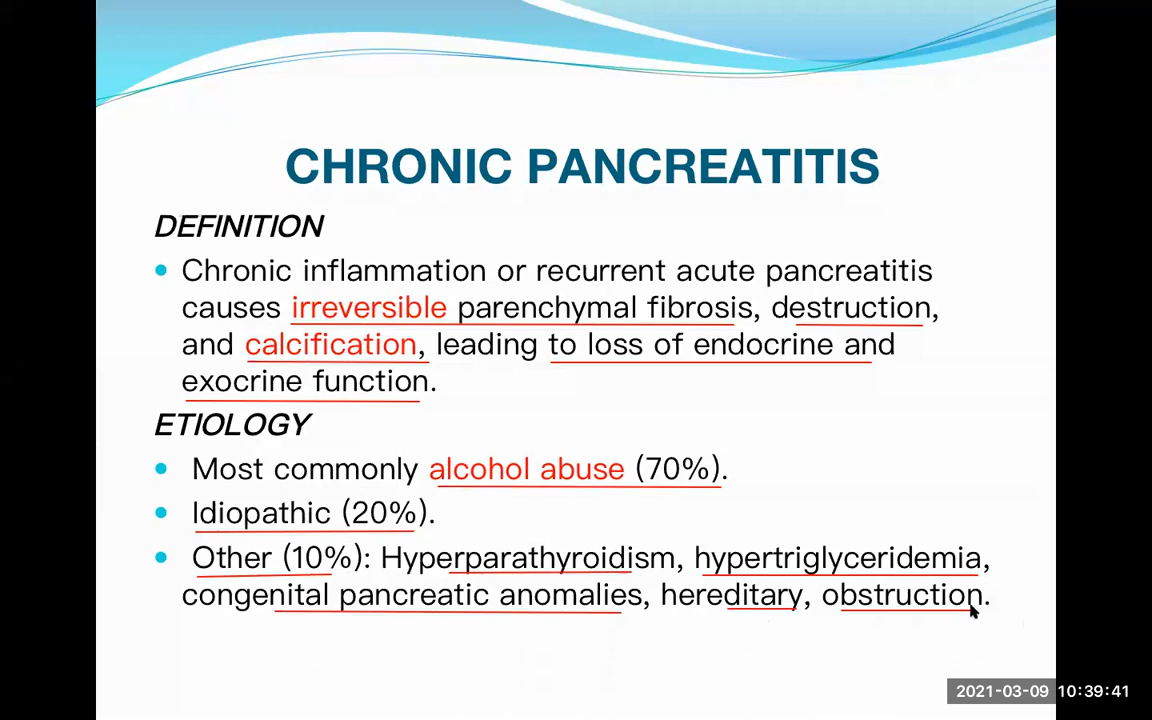 CHRONIC PANCREATITIS
DEFINITION
• Chronic inflammation or recurrent acute pancreatitis
causes irreversible parenchymal fibrosis, destruction,
and calcification, leading to loss of endocrine and
exocrine function.
ETIOLOGY
• Most commonly alcohol abuse (70%).
• Idiopathic (20%).
• Other (10%): Hyperparathyroidism, hypertriglyceridemia,
congenital pancreatic anomalies, hereditary, obstruction.
2021-03-09 10:39:41